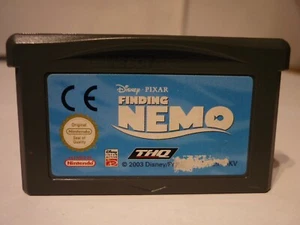 CE
Disney · PIXAR
FINDING
NEMO
Original
Nintendo
Seal of
Quality
Nintendo
THQ
© 2003 Disney/